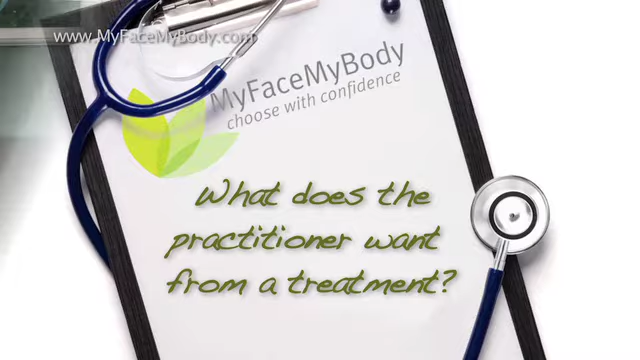 www.MyFaceMyBody.com
MyFaceMyBody
choose with confidence
What does the
practitioner want
from a treatment?